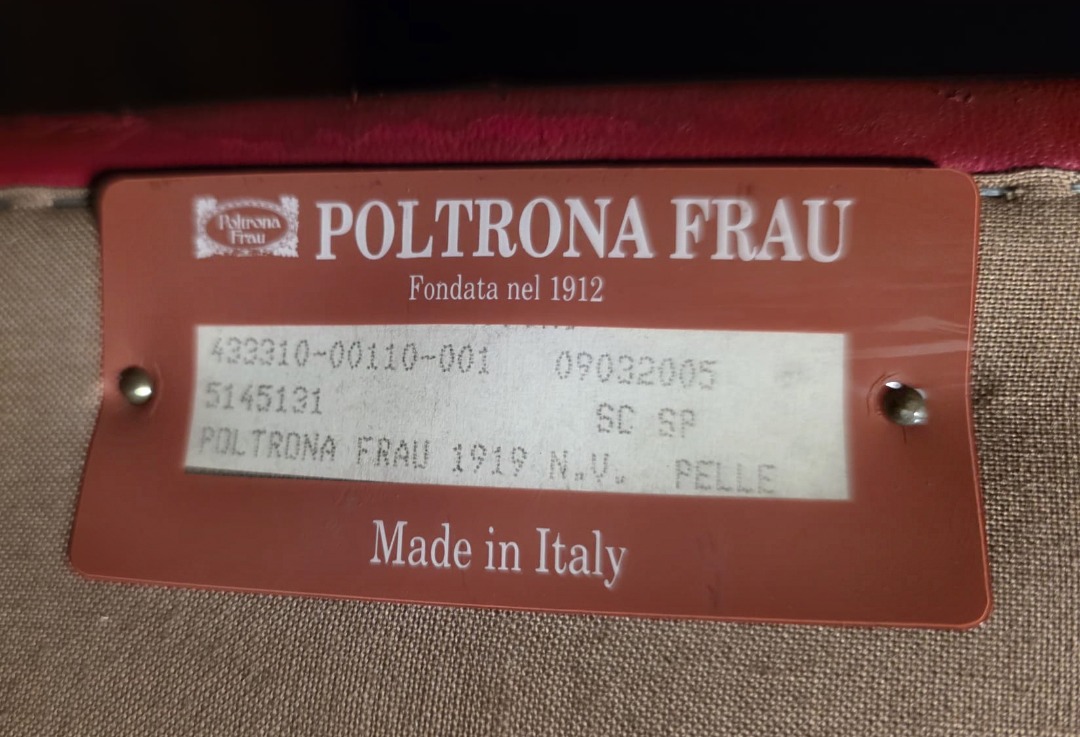 Poltrona
Frau
POLTRONA FRAU
Fondata nel 1912
433310-00110-001 09032005
5145131 SC SP
POLTRONA FRAU 1919 N.V. PELLE
Made in Italy